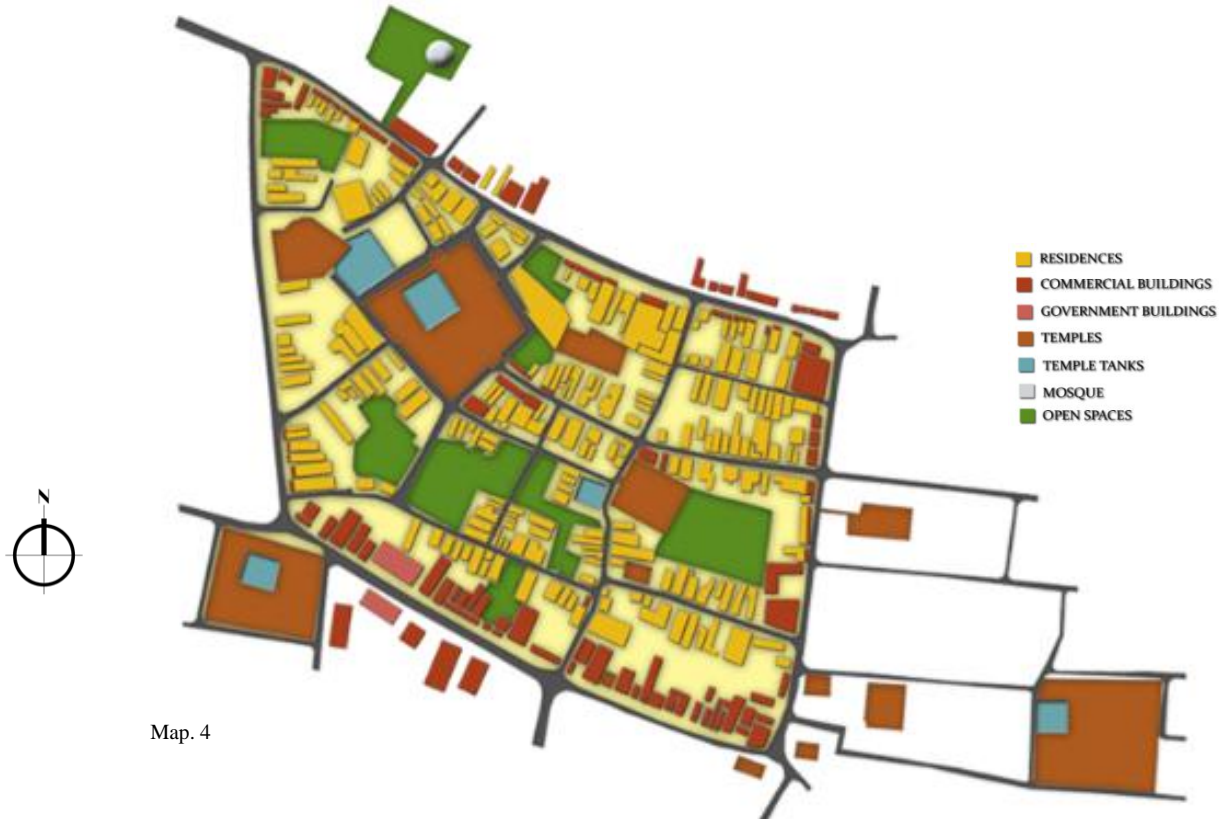 RESIDENCES
COMMERCIAL BUILDINGS
GOVERNMENT BUILDINGS
TEMPLES
TEMPLE TANKS
MOSQUE
OPEN SPACES
N
Map. 4